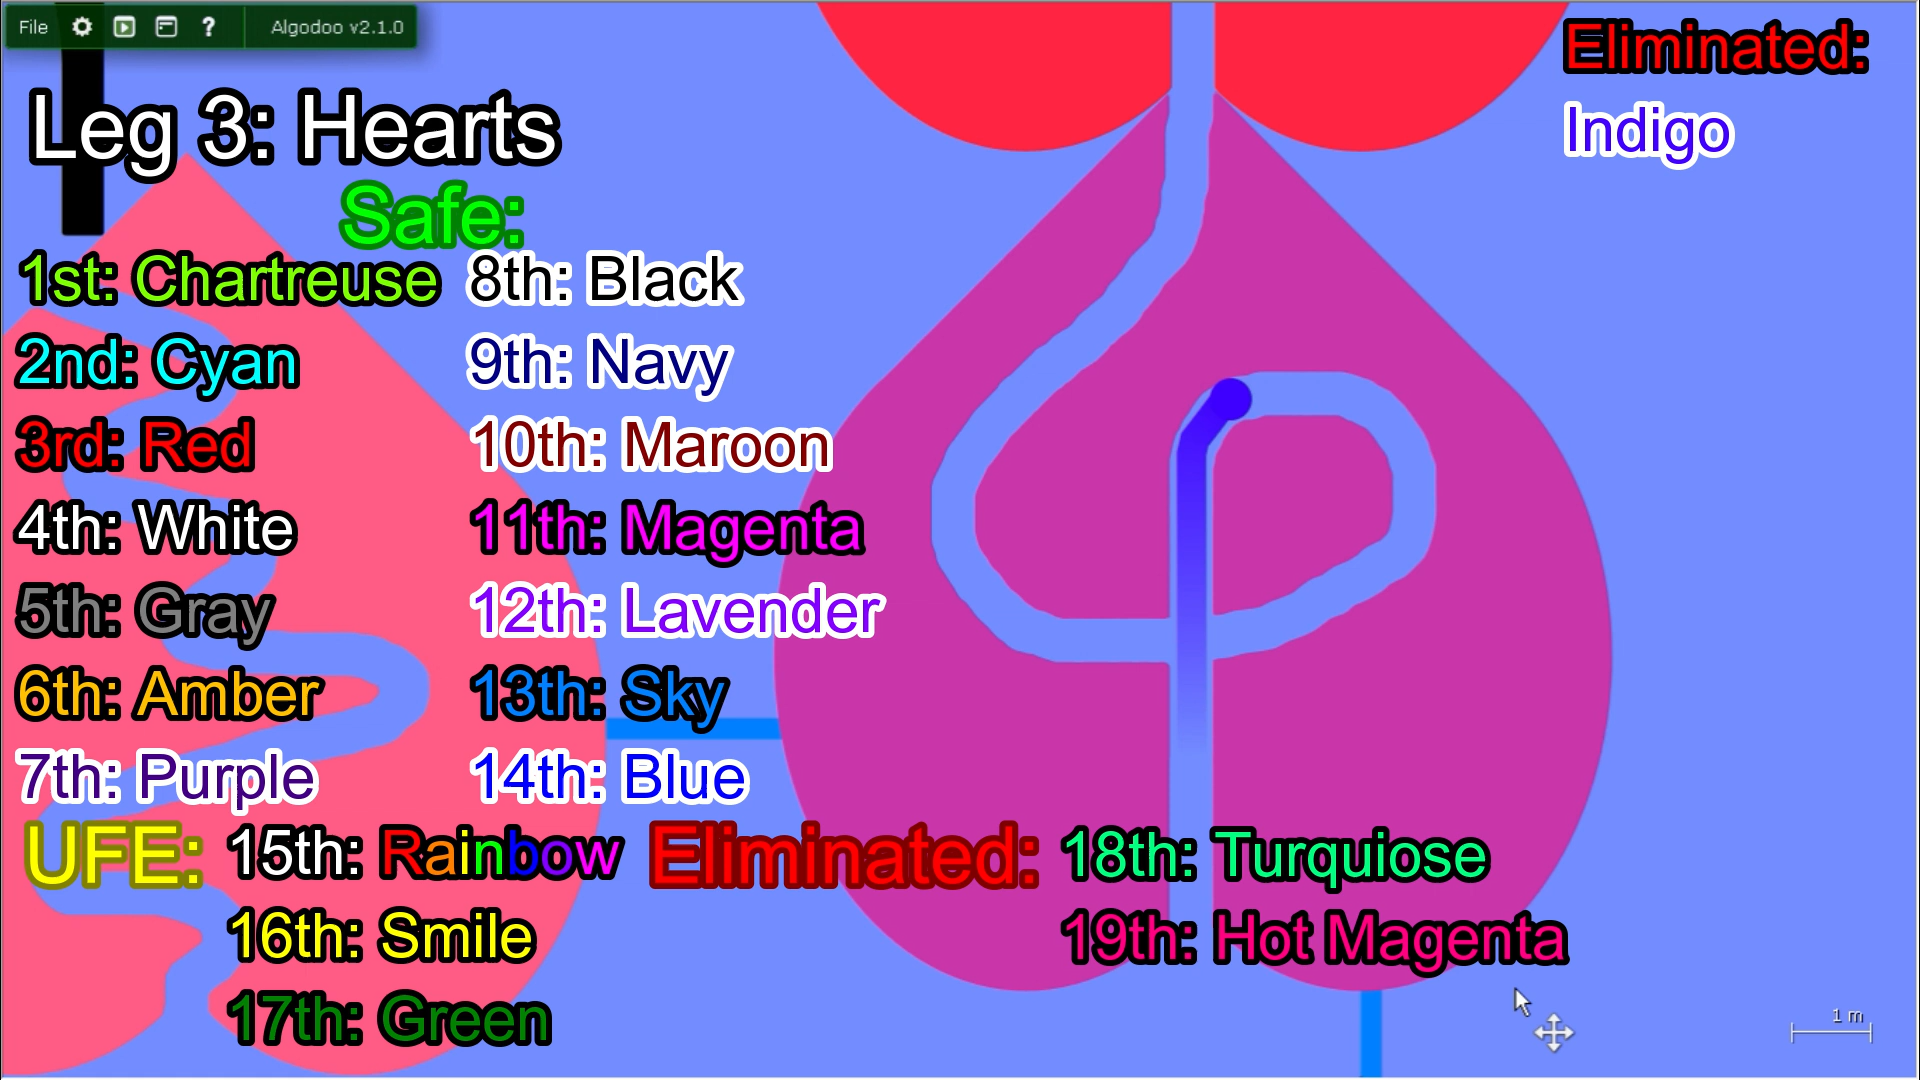 File ? Algodoo v2.1.0
Eliminated:
Indigo
Leg 3: Hearts
Safe:
1st: Chartreuse
2nd: Cyan
3rd: Red
4th: White
5th: Gray
6th: Amber
7th: Purple
8th: Black
9th: Navy
10th: Maroon
11th: Magenta
12th: Lavender
13th: Sky
14th: Blue
UFE: 15th: Rainbow
16th: Smile
17th: Green
Eliminated: 18th: Turquiose
19th: Hot Magenta
1 m